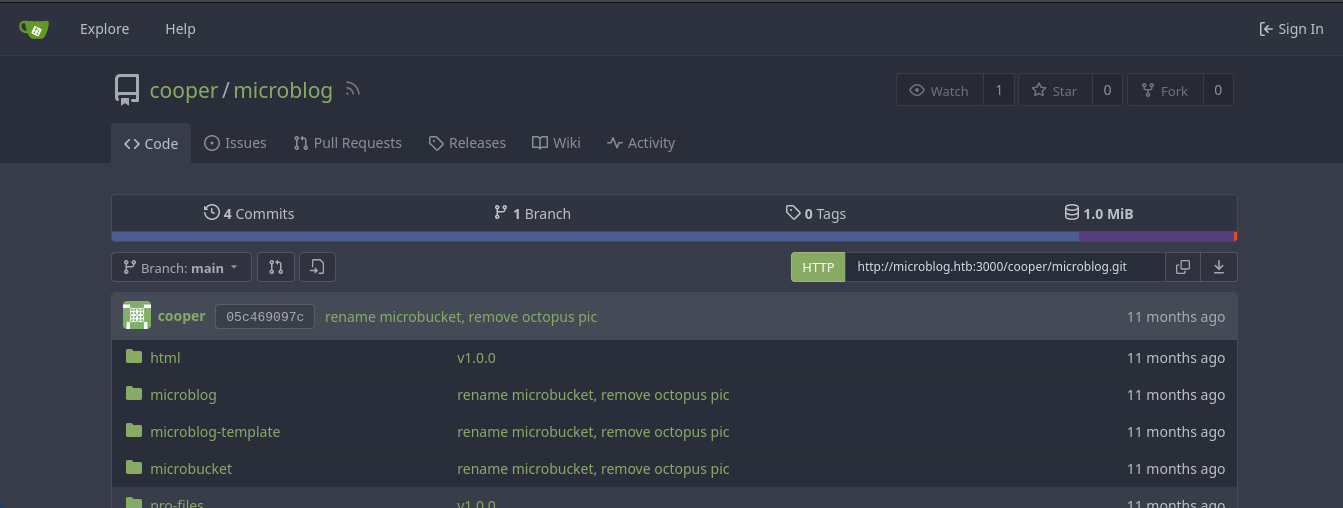 Explore Help Sign In
cooper / microblog Watch 1 Star 0 Fork 0
Code Issues Pull Requests Releases Wiki Activity
4 Commits 1 Branch 0 Tags 1.0 MiB
Branch: main HTTP http://microblog.htb:3000/cooper/microblog.git
cooper 05c469097c rename microbucket, remove octopus pic 11 months ago
html v1.0.0 11 months ago
microblog rename microbucket, remove octopus pic 11 months ago
microblog-template rename microbucket, remove octopus pic 11 months ago
microbucket rename microbucket, remove octopus pic 11 months ago
pro-files v1.0.0 11 months ago